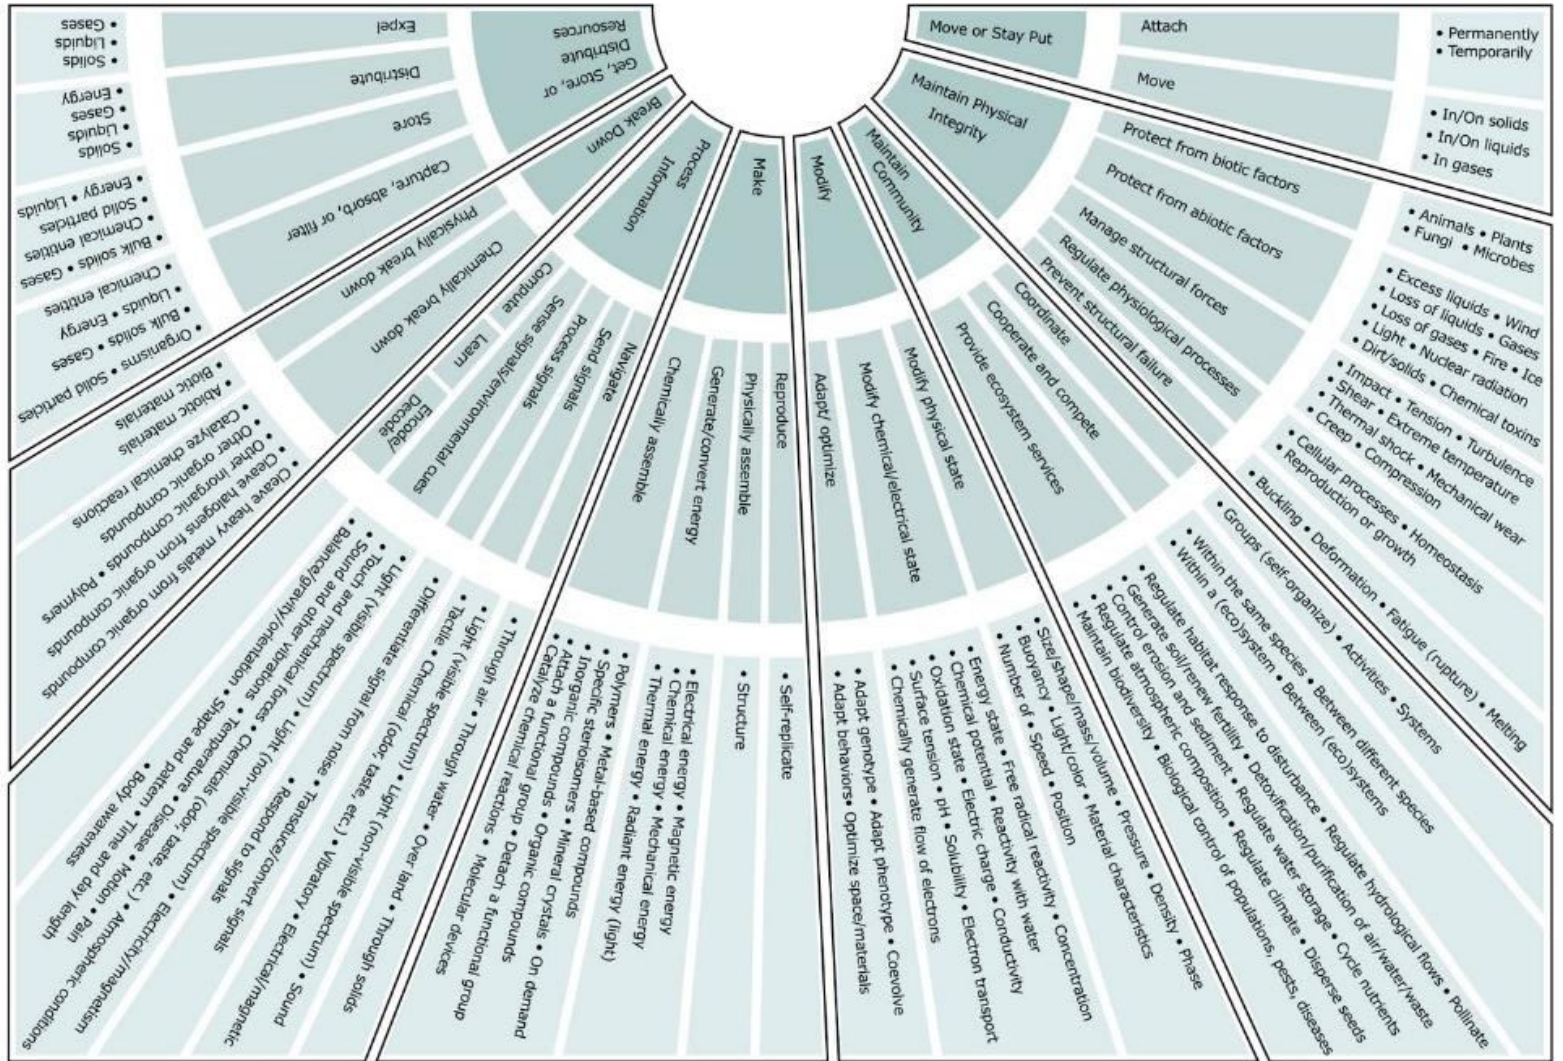 Get, Store, or
Distribute
Resources
Expel
• Solids
• Liquids
• Gases
Distribute
• Solids
• Liquids
• Gases
• Energy
Store
• Bulk solids • Gases
• Chemical entities
• Solid particles
• Energy • Liquids
Capture, absorb, or filter
• Organisms • Solid particles
• Bulk solids • Gases
• Liquids • Energy
• Chemical entities
Break Down
Physically break down
• Abiotic materials
• Biotic materials
Chemically break down
• Cleave heavy metals from organic compounds
• Cleave halogens from organic compounds
• Other inorganic compounds
• Other organic compounds • Polymers
• Catalyze chemical reactions
Process
Information
Compute
Learn
Encode/
Decode
Sense signals/environmental cues
• Light (visible spectrum) • Light (non-visible spectrum) • Electricity/magnetism
• Touch and mechanical forces • Chemicals (odor, taste, etc.) • Atmospheric conditions
• Sound and other vibrations • Temperature • Disease • Motion • Pain
• Balance/gravity/orientation • Shape and pattern • Time and day length
• Body awareness
Process signals
• Differentiate signal from noise • Transduce/convert signals
• Respond to signals
Send signals
• Light (visible spectrum) • Light (non-visible spectrum) • Sound
• Tactile • Chemical (odor, taste, etc.) • Vibratory • Electrical/magnetic
Navigate
• Through air • Through water • Over land • Through solids
Make
Chemically assemble
• Polymers • Metal-based compounds
• Specific steriosomers • Mineral crystals • On demand
• Inorganic compounds • Organic compounds
• Attach a functional group • Detach a functional group
• Catalyze chemical reactions • Molecular devices
Generate/convert energy
• Electrical energy • Magnetic energy
• Chemical energy • Mechanical energy
• Thermal energy • Radiant energy (light)
Physically assemble
• Structure
Reproduce
• Self-replicate
Modify
Adapt/ optimize
• Adapt genotype • Adapt phenotype • Coevolve
• Adapt behaviors• Optimize space/materials
Modify chemical/electrical state
• Energy state • Free radical reactivity • Concentration
• Chemical potential • Reactivity with water
• Oxidation state • Electric charge • Conductivity
• Surface tension • pH • Solubility • Electron transport
• Chemically generate flow of electrons
Modify physical state
• Size/shape/mass/volume • Pressure • Density • Phase
• Buoyancy • Light/color • Material characteristics
• Number of • Speed • Position
Maintain
Community
Provide ecosystem services
• Regulate habitat response to disturbance • Regulate hydrological flows • Pollinate
• Generate soil/renew fertility • Detoxification/purification of air/water/waste
• Control erosion and sediment • Regulate water storage • Cycle nutrients
• Regulate atmospheric composition • Regulate climate • Disperse seeds
• Maintain biodiversity • Biological control of populations, pests, diseases
Cooperate and compete
• Within the same species • Between different species
• Within a (eco)system • Between (eco)systems
Coordinate
• Groups (self-organize) • Activities • Systems
Maintain Physical
Integrity
Prevent structural failure
• Buckling • Deformation • Fatigue (rupture) • Melting
Regulate physiological processes
• Cellular processes • Homeostasis
• Reproduction or growth
Manage structural forces
• Impact • Tension • Turbulence
• Shear • Extreme temperature
• Thermal shock • Mechanical wear
• Creep • Compression
Protect from abiotic factors
• Excess liquids • Wind
• Loss of liquids • Gases
• Loss of gases • Fire • Ice
• Light • Nuclear radiation
• Dirt/solids • Chemical toxins
Protect from biotic factors
• Animals • Plants
• Fungi • Microbes
Move or Stay Put
Move
• In/On solids
• In/On liquids
• In gases
Attach
• Permanently
• Temporarily